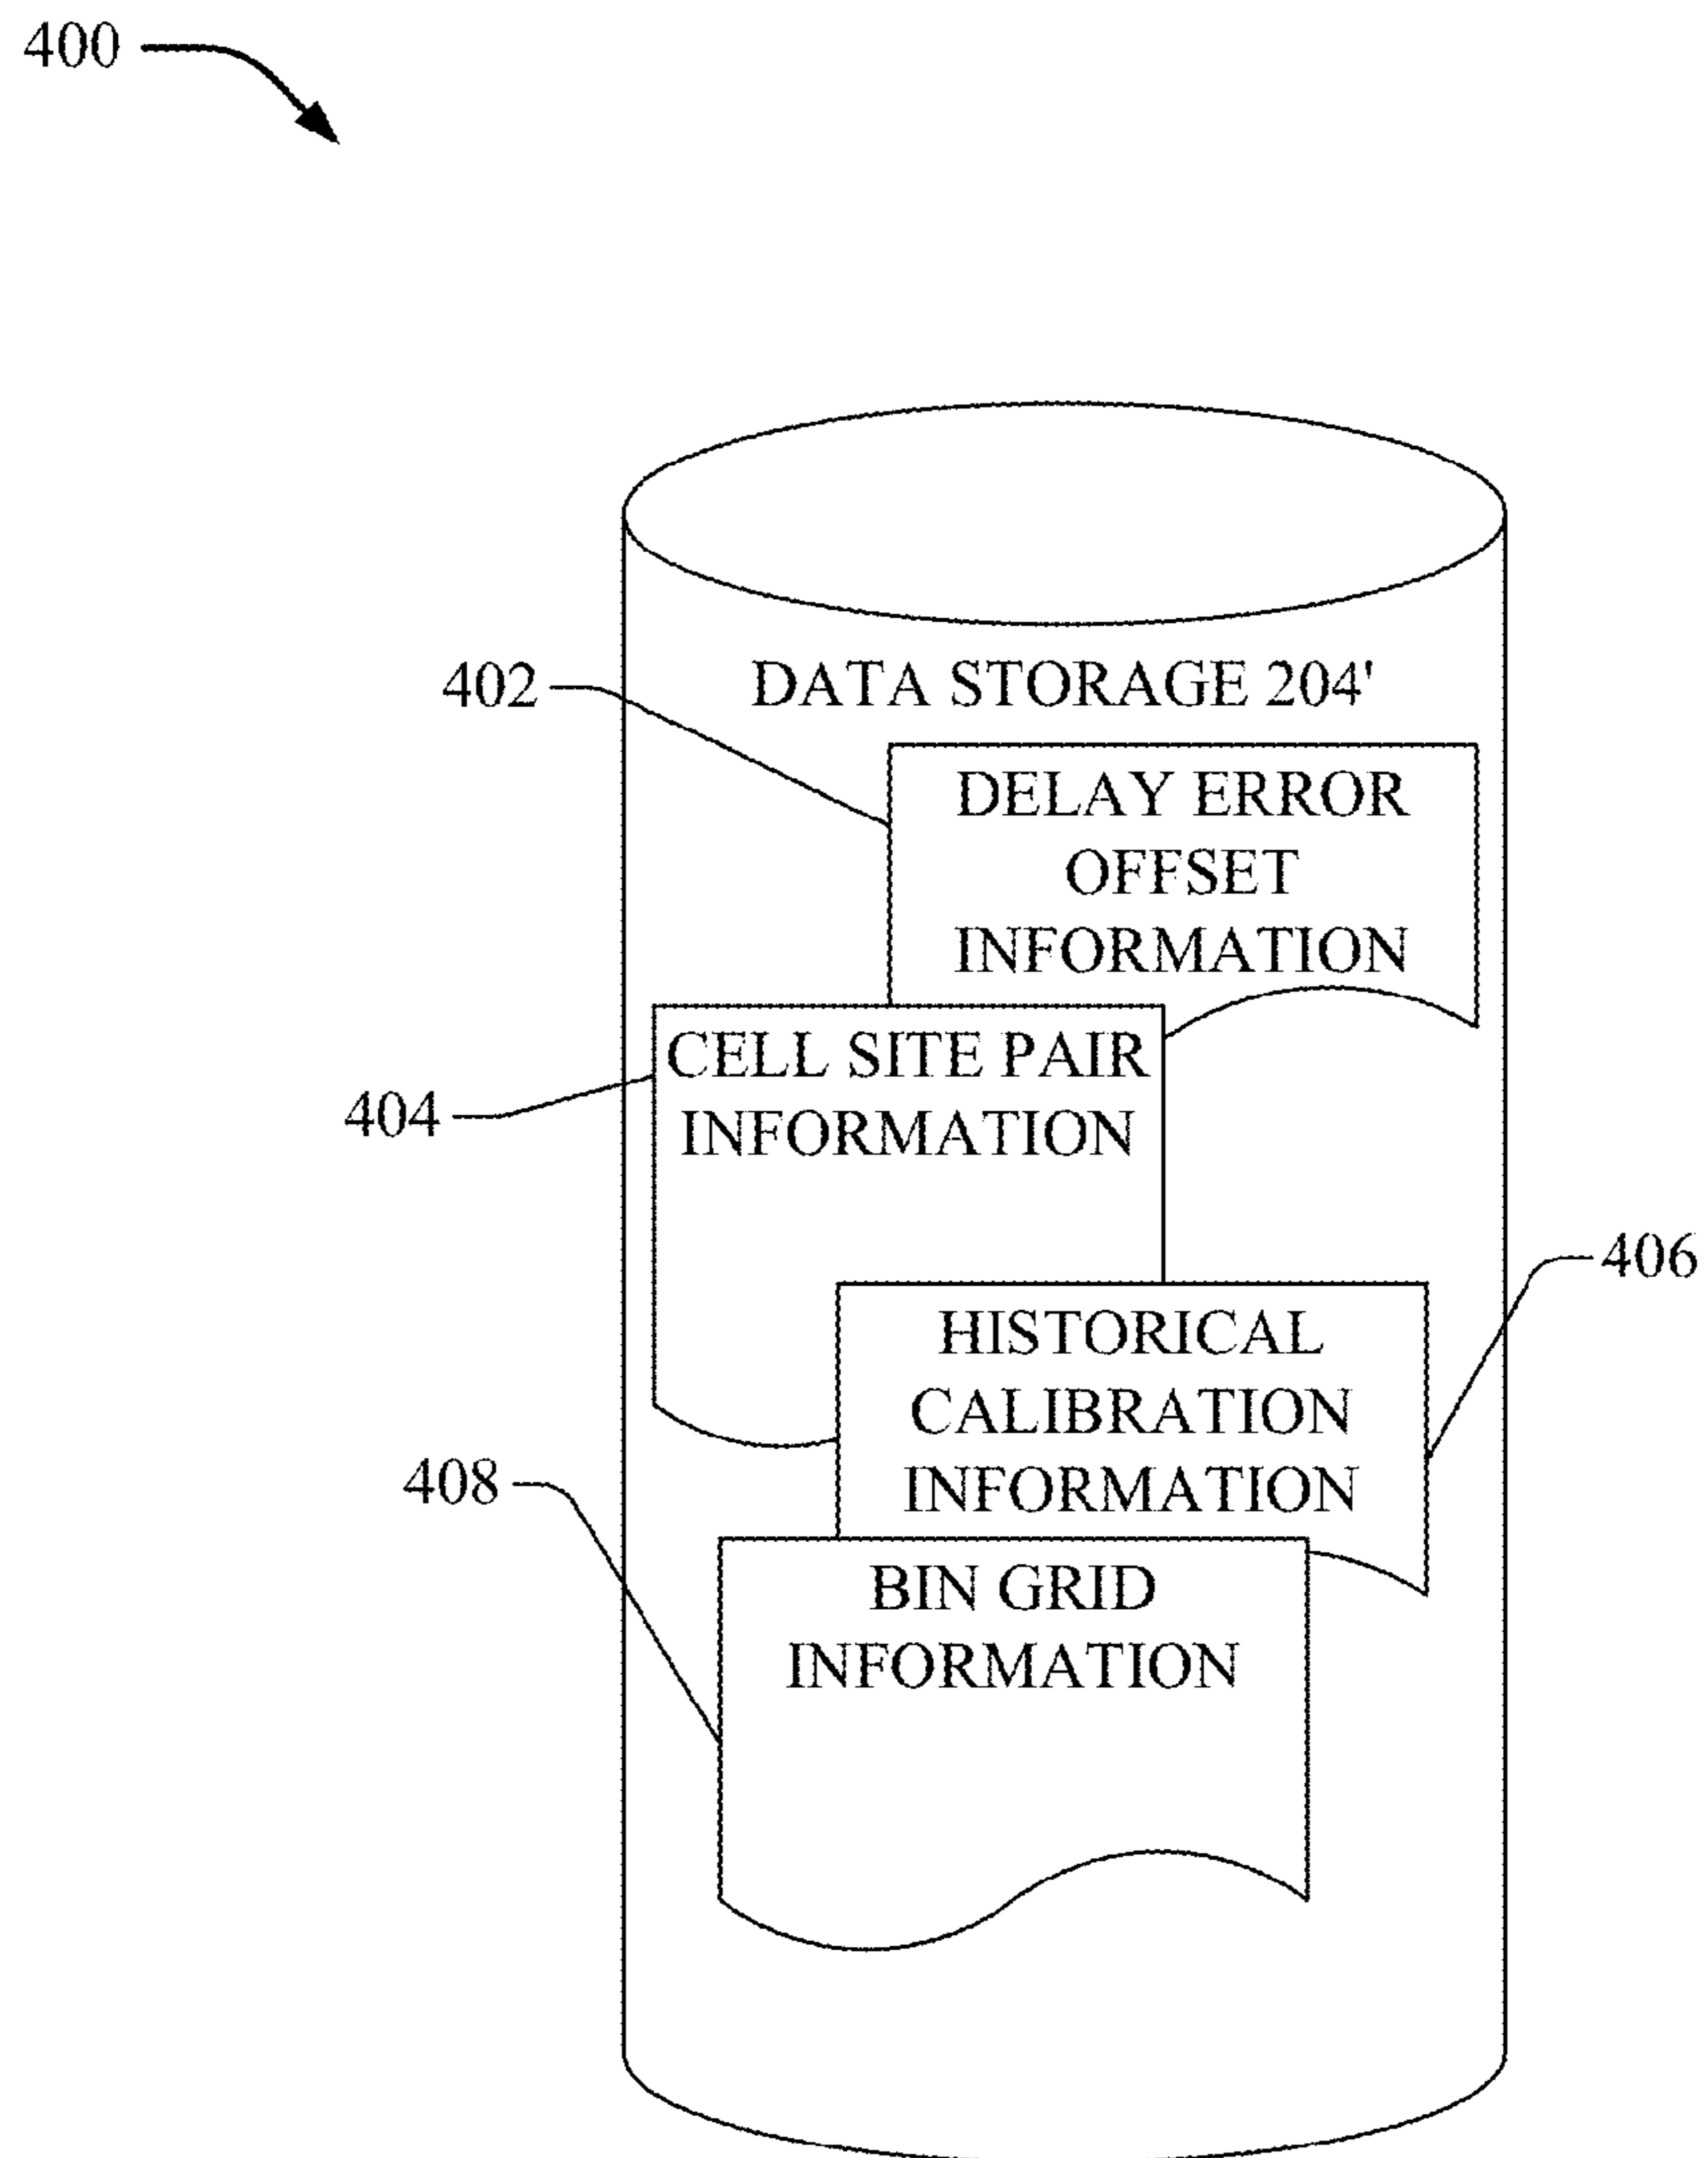 400
402
DATA STORAGE 204'
DELAY ERROR
OFFSET
INFORMATION
404
CELL SITE PAIR
INFORMATION
406
HISTORICAL
CALIBRATION
INFORMATION
408
BIN GRID
INFORMATION